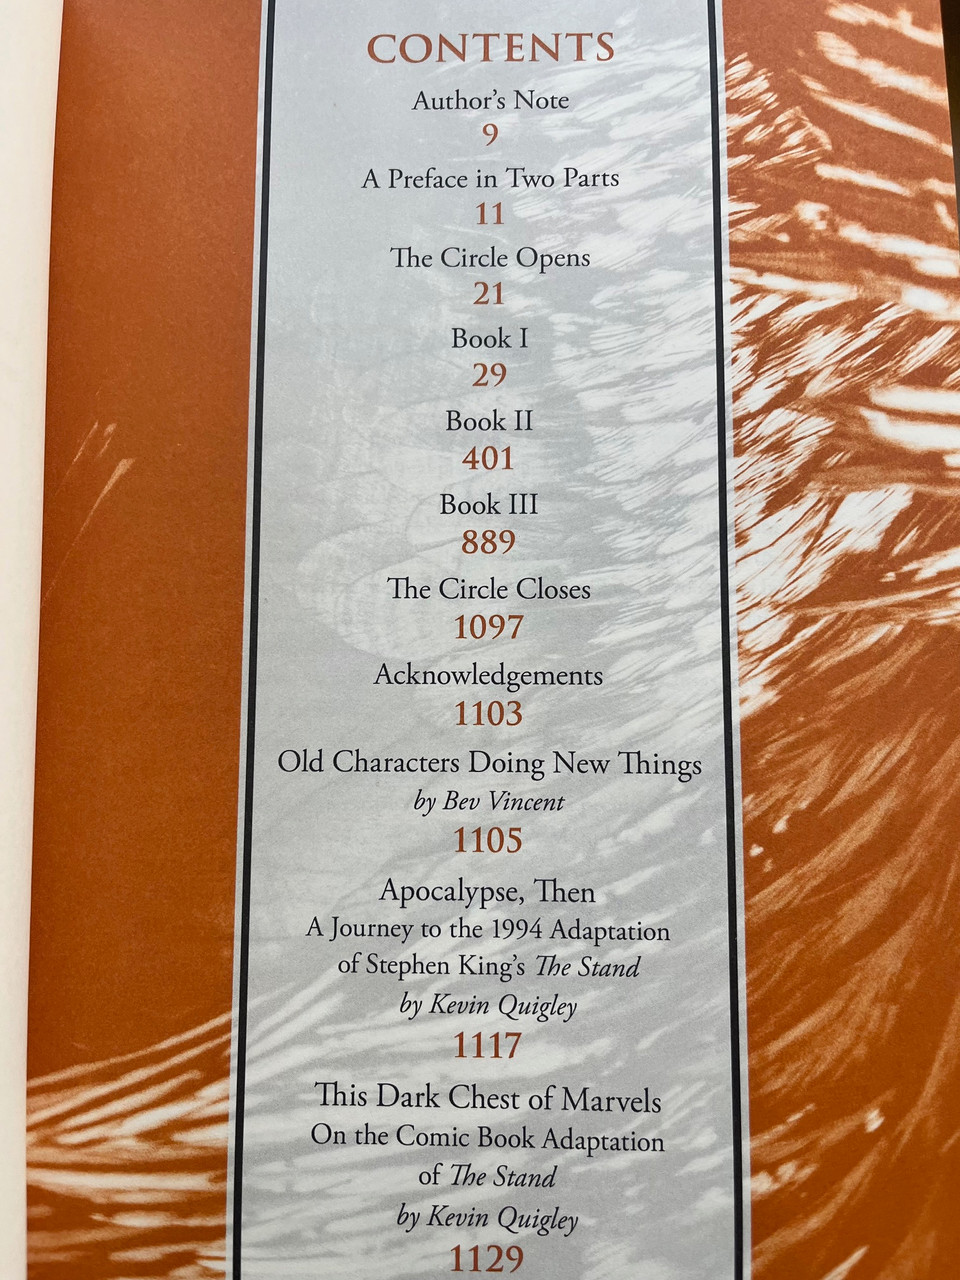 CONTENTS
Author's Note
9
A Preface in Two Parts
11
The Circle Opens
21
Book I
29
Book II
401
Book III
889
The Circle Closes
1097
Acknowledgements
1103
Old Characters Doing New Things
by Bev Vincent
1105
Apocalypse, Then
A Journey to the 1994 Adaptation
of Stephen King's The Stand
by Kevin Quigley
1117
This Dark Chest of Marvels
On the Comic Book Adaptation
of The Stand
by Kevin Quigley
1129